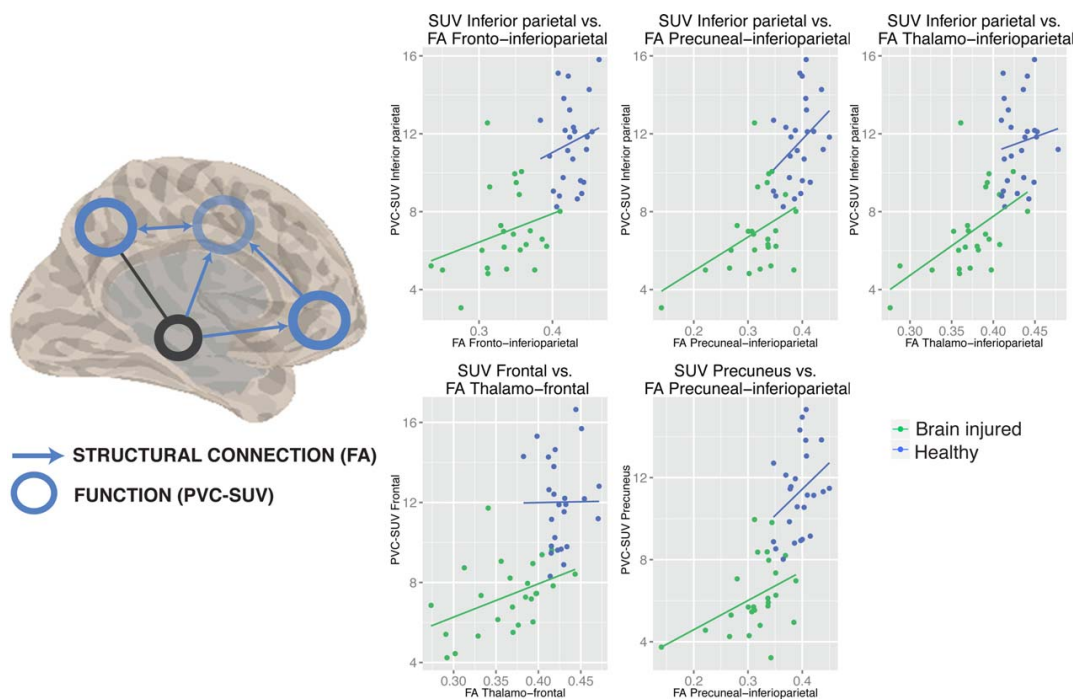 SUV Inferior parietal vs.
FA Fronto-inferioparietal
PVC-SUV Inferior parietal
16
12
8
4
0.3
0.4
FA Fronto-inferioparietal
SUV Inferior parietal vs.
FA Precuneal-inferioparietal
PVC-SUV Inferior parietal
16
12
8
4
0.2
0.3
0.4
FA Precuneal-inferioparietal
SUV Inferior parietal vs.
FA Thalamo-inferioparietal
PVC-SUV Inferior parietal
16
12
8
4
0.30
0.35
0.40
0.45
FA Thalamo-inferioparietal
STRUCTURAL CONNECTION (FA)
FUNCTION (PVC-SUV)
SUV Frontal vs.
FA Thalamo-frontal
PVC-SUV Frontal
16
12
8
4
0.30
0.35
0.40
0.45
FA Thalamo-frontal
SUV Precuneus vs.
FA Precuneal-inferioparietal
PVC-SUV Precuneus
16
12
8
4
0.2
0.3
0.4
FA Precuneal-inferioparietal
Brain injured
Healthy